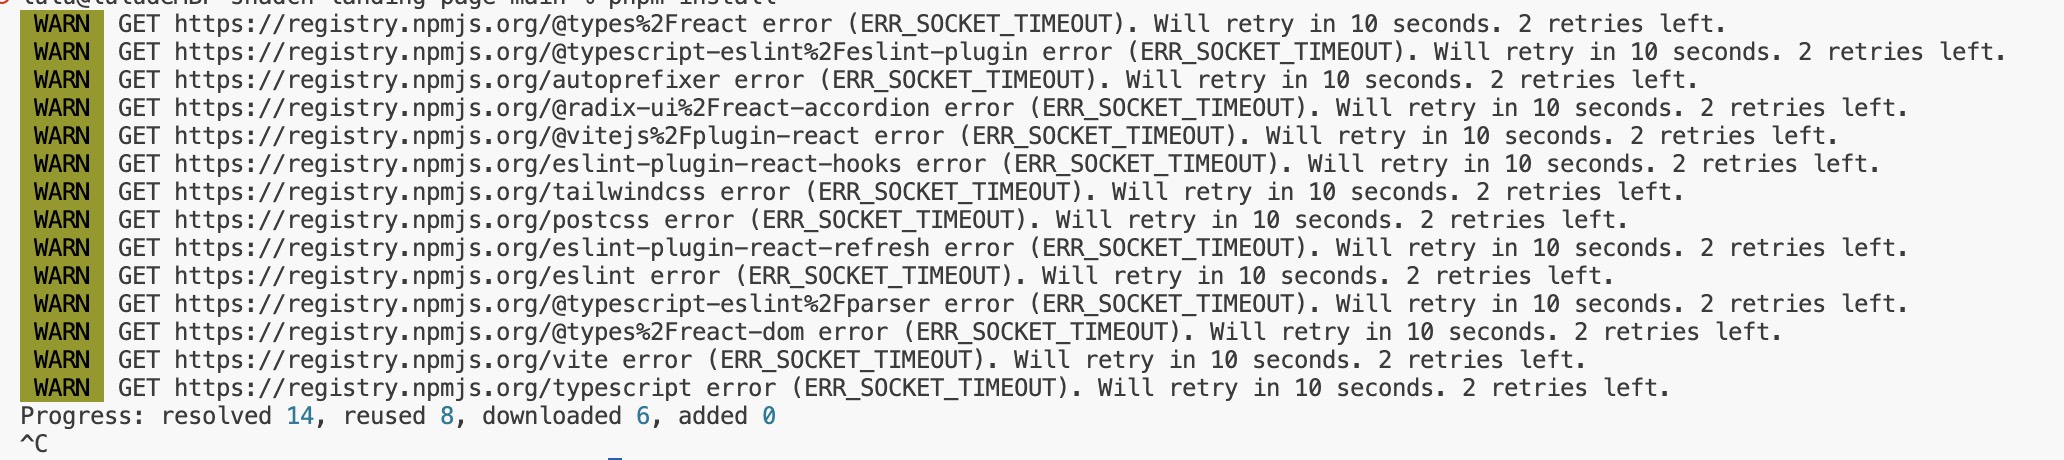 shadcn-landing-page-main % pnpm install
WARN GET https://registry.npmjs.org/@types%2Freact error (ERR_SOCKET_TIMEOUT). Will retry in 10 seconds. 2 retries left.
WARN GET https://registry.npmjs.org/@typescript-eslint%2Feslint-plugin error (ERR_SOCKET_TIMEOUT). Will retry in 10 seconds. 2 retries left.
WARN GET https://registry.npmjs.org/autoprefixer error (ERR_SOCKET_TIMEOUT). Will retry in 10 seconds. 2 retries left.
WARN GET https://registry.npmjs.org/@radix-ui%2Freact-accordion error (ERR_SOCKET_TIMEOUT). Will retry in 10 seconds. 2 retries left.
WARN GET https://registry.npmjs.org/@vitejs%2Fplugin-react error (ERR_SOCKET_TIMEOUT). Will retry in 10 seconds. 2 retries left.
WARN GET https://registry.npmjs.org/eslint-plugin-react-hooks error (ERR_SOCKET_TIMEOUT). Will retry in 10 seconds. 2 retries left.
WARN GET https://registry.npmjs.org/tailwindcss error (ERR_SOCKET_TIMEOUT). Will retry in 10 seconds. 2 retries left.
WARN GET https://registry.npmjs.org/postcss error (ERR_SOCKET_TIMEOUT). Will retry in 10 seconds. 2 retries left.
WARN GET https://registry.npmjs.org/eslint-plugin-react-refresh error (ERR_SOCKET_TIMEOUT). Will retry in 10 seconds. 2 retries left.
WARN GET https://registry.npmjs.org/eslint error (ERR_SOCKET_TIMEOUT). Will retry in 10 seconds. 2 retries left.
WARN GET https://registry.npmjs.org/@typescript-eslint%2Fparser error (ERR_SOCKET_TIMEOUT). Will retry in 10 seconds. 2 retries left.
WARN GET https://registry.npmjs.org/@types%2Freact-dom error (ERR_SOCKET_TIMEOUT). Will retry in 10 seconds. 2 retries left.
WARN GET https://registry.npmjs.org/vite error (ERR_SOCKET_TIMEOUT). Will retry in 10 seconds. 2 retries left.
WARN GET https://registry.npmjs.org/typescript error (ERR_SOCKET_TIMEOUT). Will retry in 10 seconds. 2 retries left.
Progress: resolved 14, reused 8, downloaded 6, added 0
^C